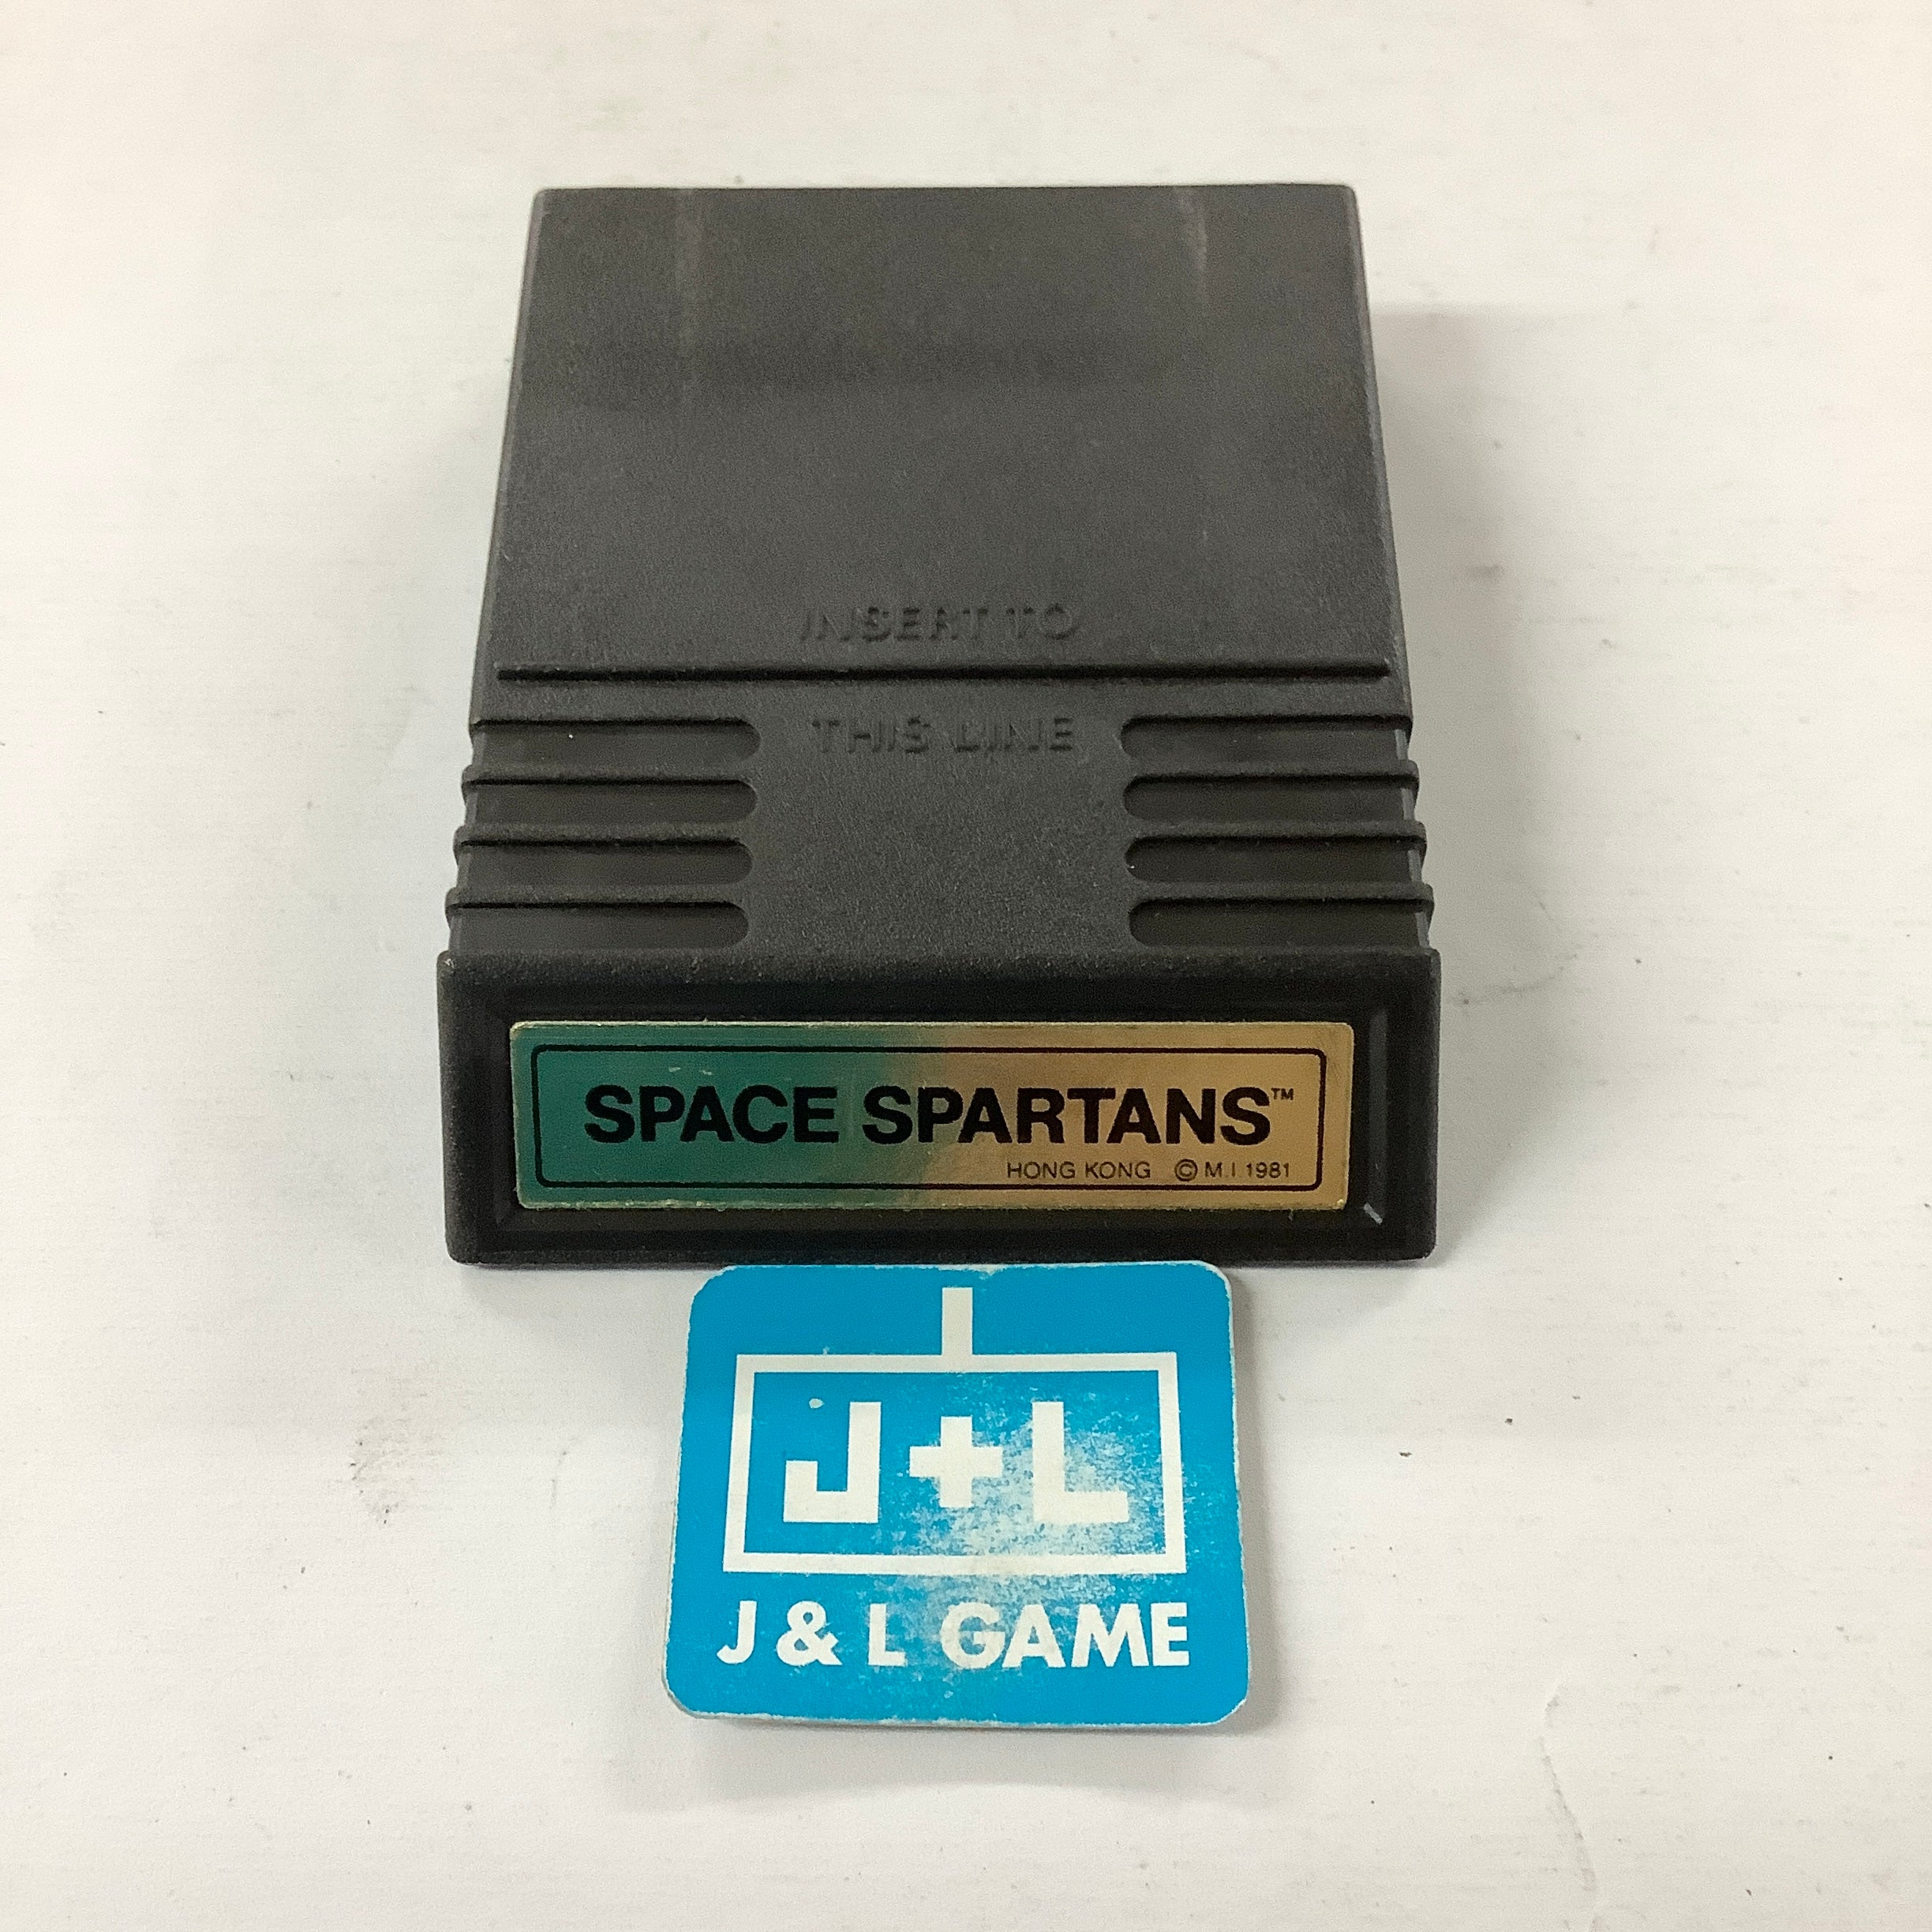 INSERT TO
THIS LINE
SPACE SPARTANS™
HONG KONG © M.I 1981
J+L
J & L GAME